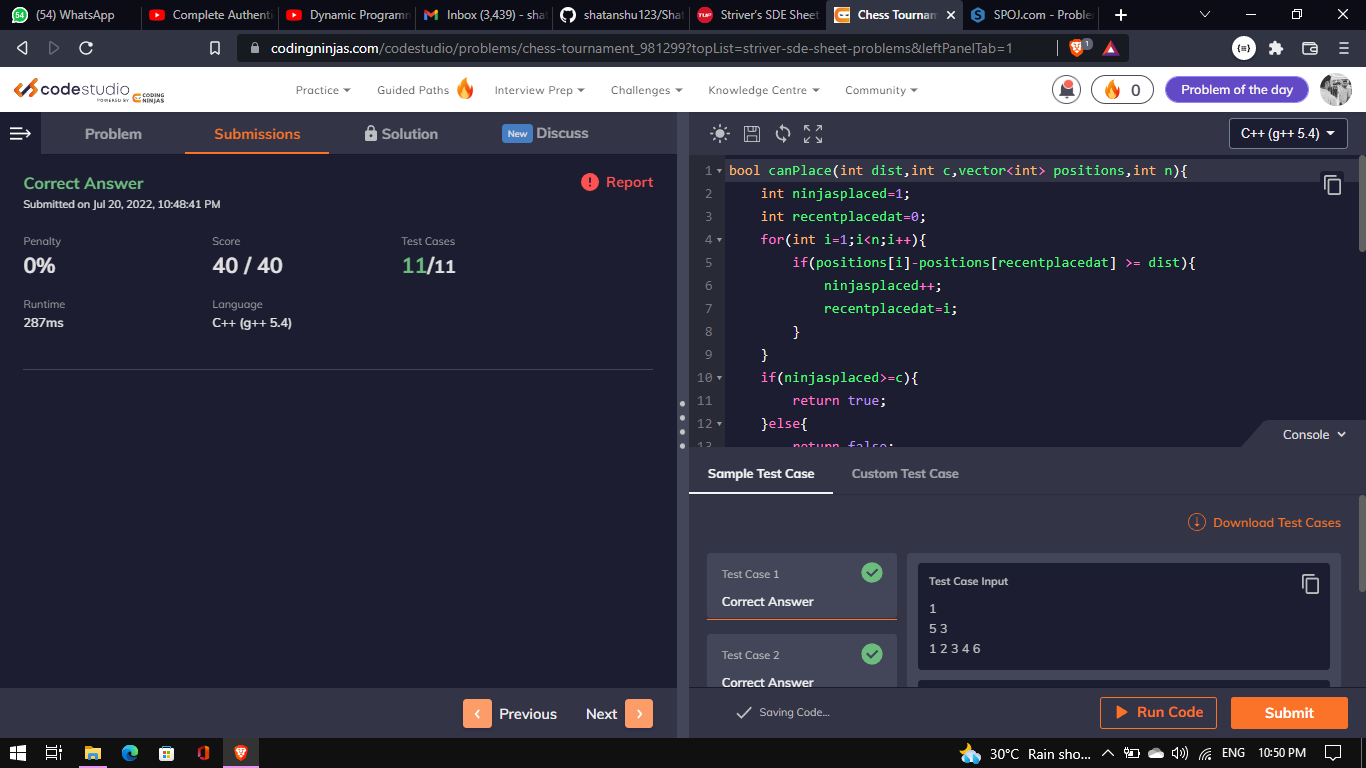 (54) WhatsApp
Complete Authenti
Dynamic Programm
Inbox (3,439) - shat
shatanshu123/Shat
Striver's SDE Sheet
Chess Tournam
SPOJ.com - Proble
codingninjas.com/codestudio/problems/chess-tournament_981299?topList=striver-sde-sheet-problems&leftPanelTab=1
1
codestudio
POWERED BY CODING NINJAS
Practice
Guided Paths
Interview Prep
Challenges
Knowledge Centre
Community
0
Problem of the day
Problem
Submissions
Solution
New Discuss
C++ (g++ 5.4)
Correct Answer
Report
Submitted on Jul 20, 2022, 10:48:41 PM
Penalty
Score
Test Cases
0%
40 / 40
11/11
Runtime
Language
287ms
C++ (g++ 5.4)
Previous
Next
1 bool canPlace(int dist,int c,vector<int> positions,int n){
2 int ninjasplaced=1;
3 int recentplacedat=0;
4 for(int i=1;i<n;i++){
5 if(positions[i]-positions[recentplacedat] >= dist){
6 ninjasplaced++;
7 recentplacedat=i;
8 }
9 }
10 if(ninjasplaced>=c){
11 return true;
12 }else{
13 return false;
Console
Sample Test Case
Custom Test Case
Download Test Cases
Test Case 1
Correct Answer
Test Case 2
Correct Answer
Test Case Input
1
5 3
1 2 3 4 6
Saving Code...
Run Code
Submit
30°C Rain sho...
ENG
10:50 PM